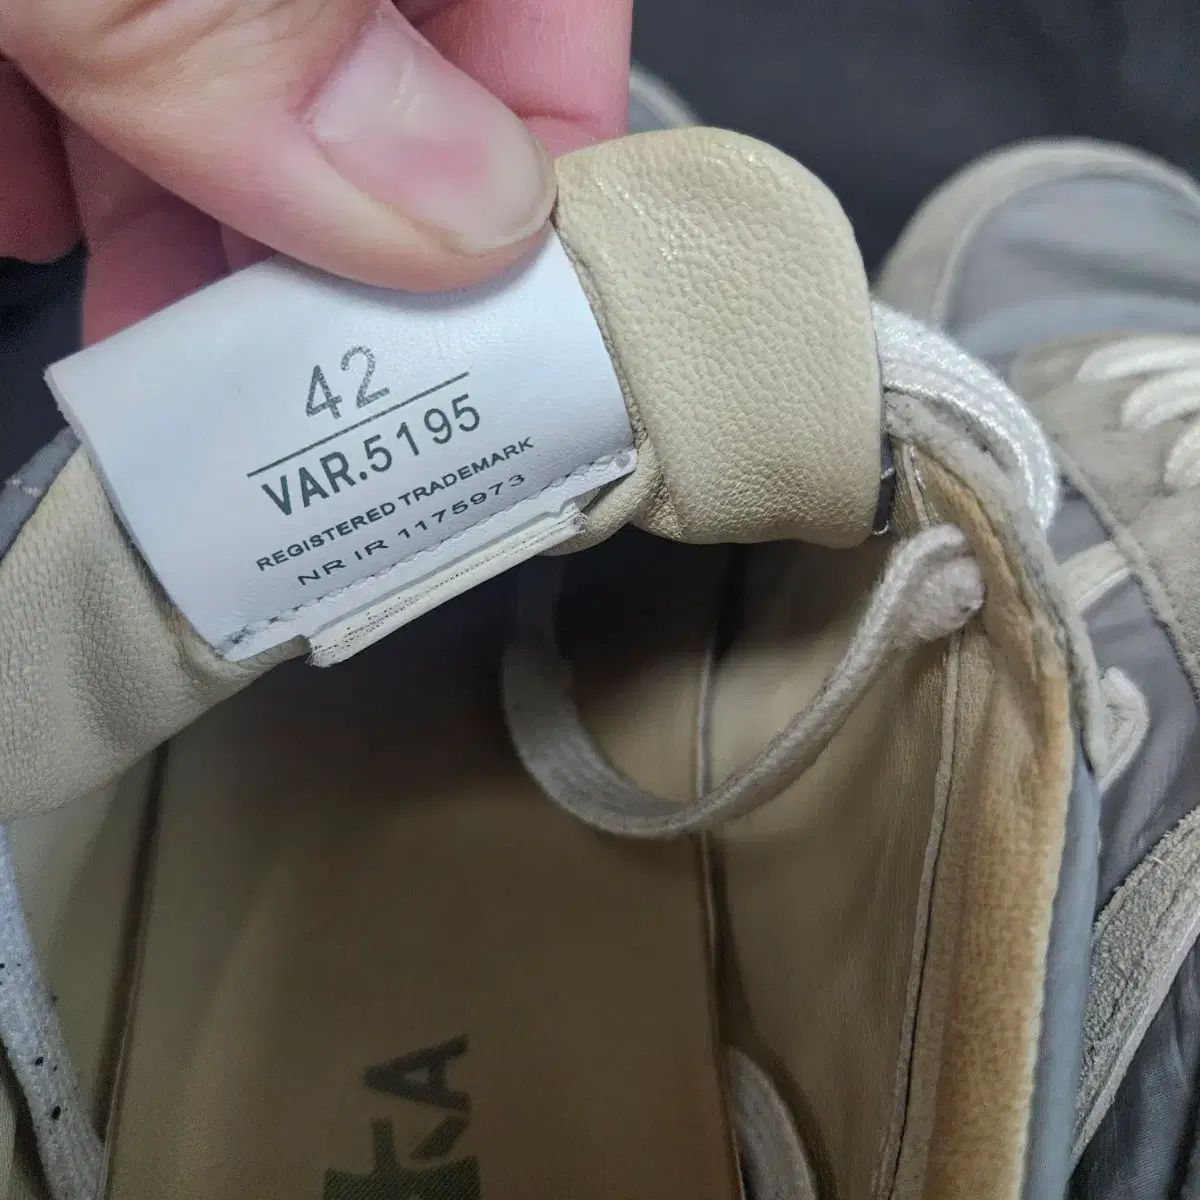 42
VAR.5195
REGISTERED TRADEMARK
NR IR 1175973